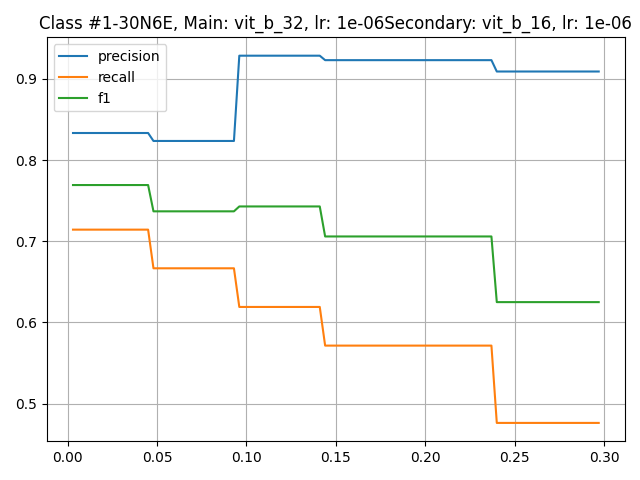 Class #1-30N6E, Main: vit_b_32, lr: 1e-06Secondary: vit_b_16, lr: 1e-06
precision
recall
f1
0.9
0.8
0.7
0.6
0.5
0.00 0.05 0.10 0.15 0.20 0.25 0.30